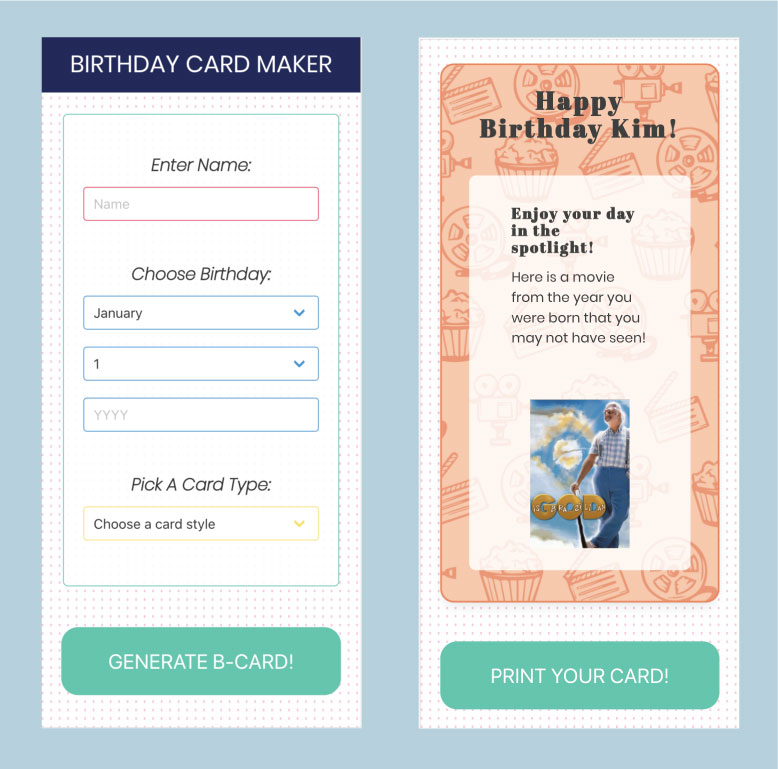 BIRTHDAY CARD MAKER
Enter Name:
Name
Choose Birthday:
January
1
YYYY
Pick A Card Type:
Choose a card style
GENERATE B-CARD!
Happy
Birthday Kim!
Enjoy your day
in the
spotlight!
Here is a movie
from the year you
were born that you
may not have seen!
GOD
PRINT YOUR CARD!